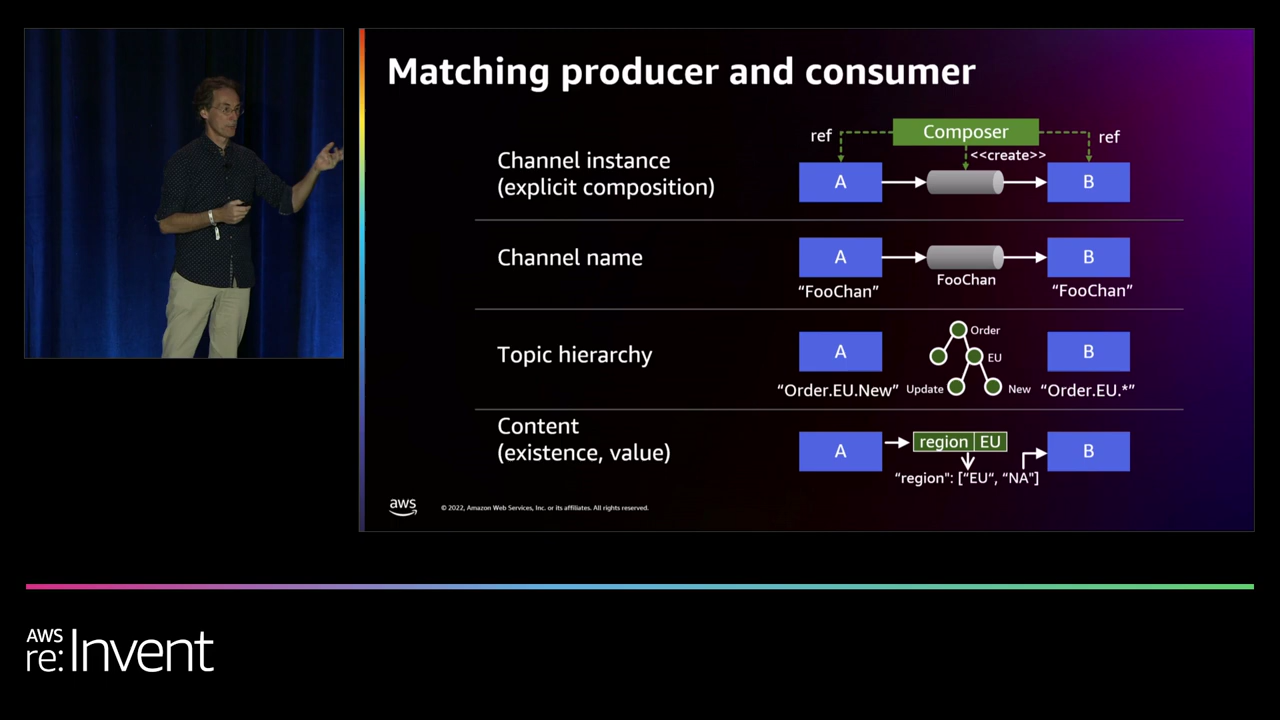 Matching producer and consumer
Channel instance
(explicit composition)
ref
Composer
ref
<<create>>
A
B
Channel name
A
B
"FooChan"
FooChan
"FooChan"
Topic hierarchy
A
Order
EU
B
"Order.EU.New"
Update
New
"Order.EU.*"
Content
(existence, value)
A
region
EU
B
"region": ["EU", "NA"]
aws
© 2022, Amazon Web Services, Inc. or its affiliates. All rights reserved.
AWS
re:Invent